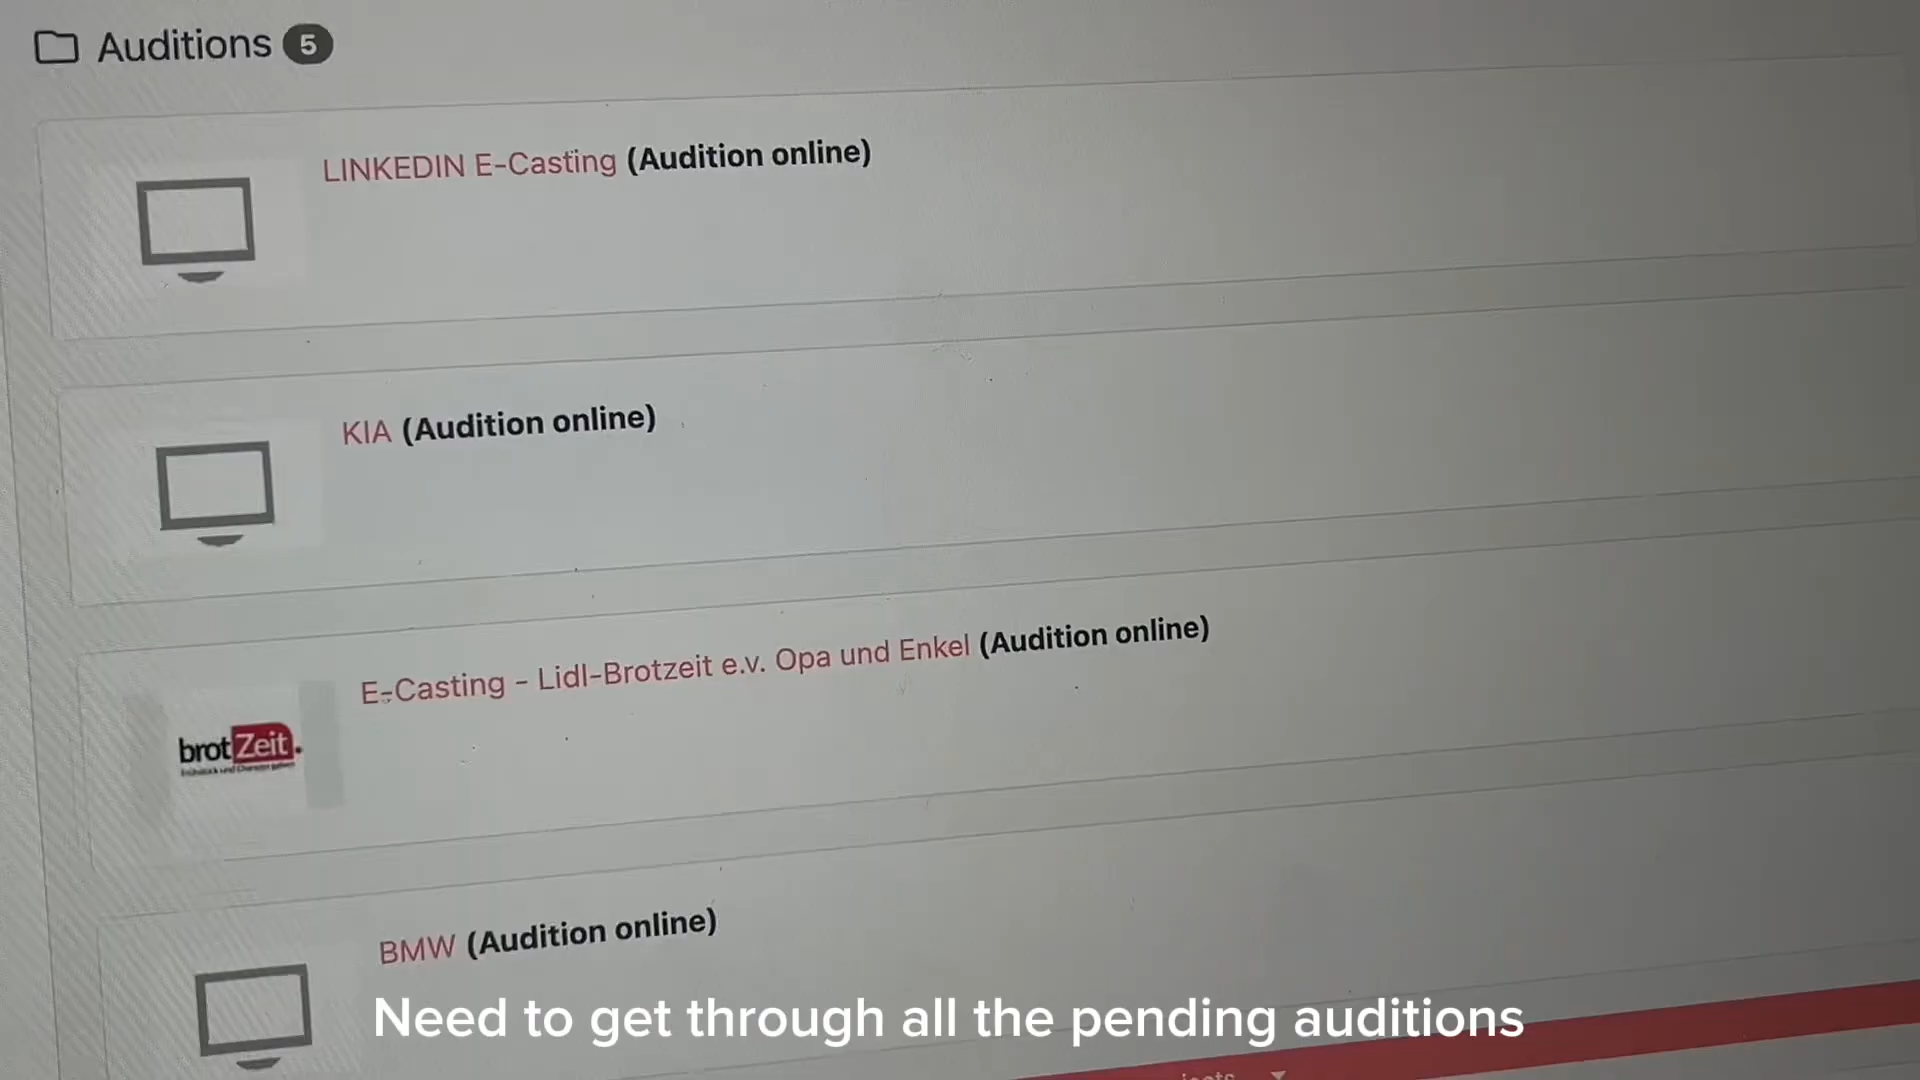 Auditions 5
LINKEDIN E-Casting (Audition online)
KIA (Audition online)
E-Casting - Lidl-Brotzeit e.v. Opa und Enkel (Audition online)
brotZeit.
BMW (Audition online)
Need to get through all the pending auditions